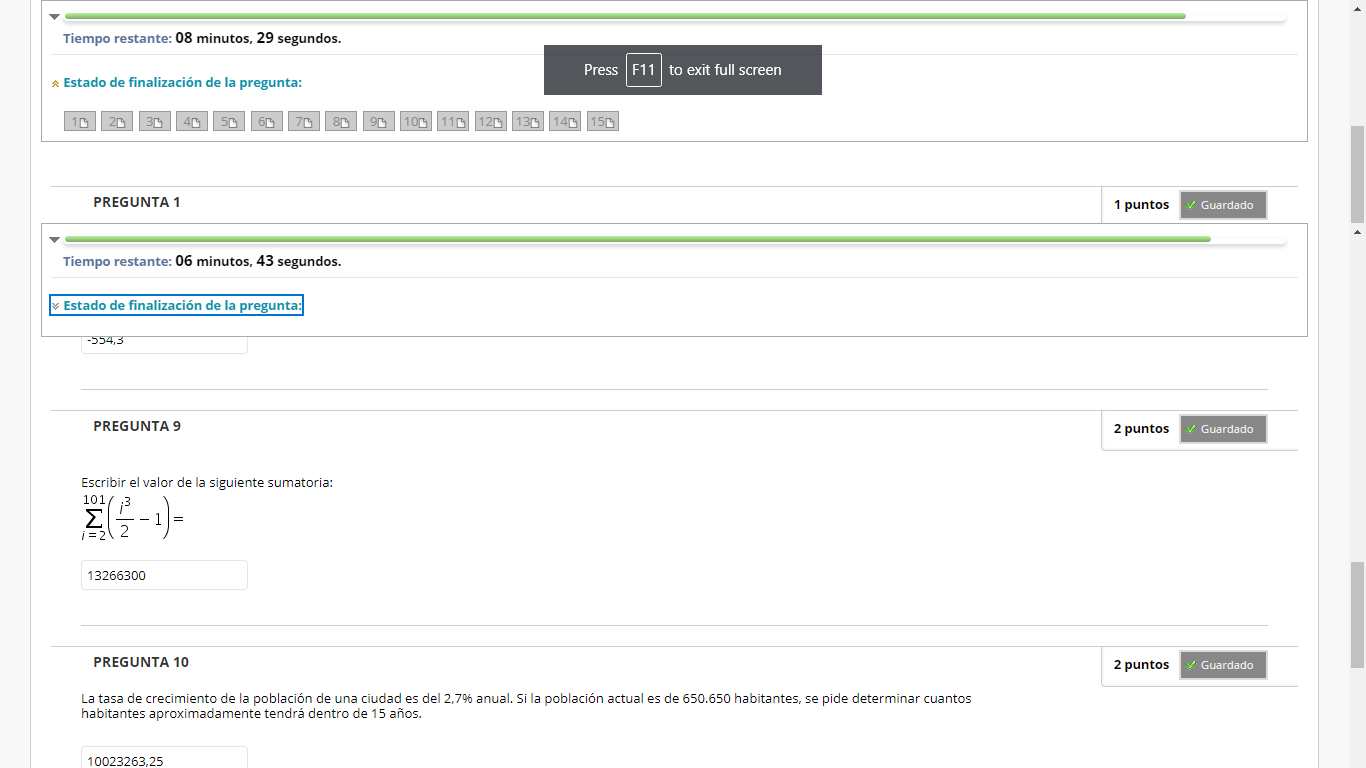 Tiempo restante: 08 minutos, 29 segundos.
Press F11 to exit full screen
Estado de finalización de la pregunta:
1 2 3 4 5 6 7 8 9 10 11 12 13 14 15
PREGUNTA 1
1 puntos Guardado
Tiempo restante: 06 minutos, 43 segundos.
Estado de finalización de la pregunta:
-554,3
PREGUNTA 9
2 puntos Guardado
Escribir el valor de la siguiente sumatoria:
101
∑ ( i³/2 − 1 ) =
i = 2
13266300
PREGUNTA 10
2 puntos Guardado
La tasa de crecimiento de la población de una ciudad es del 2,7% anual. Si la población actual es de 650.650 habitantes, se pide determinar cuantos
habitantes aproximadamente tendrá dentro de 15 años.
10023263,25